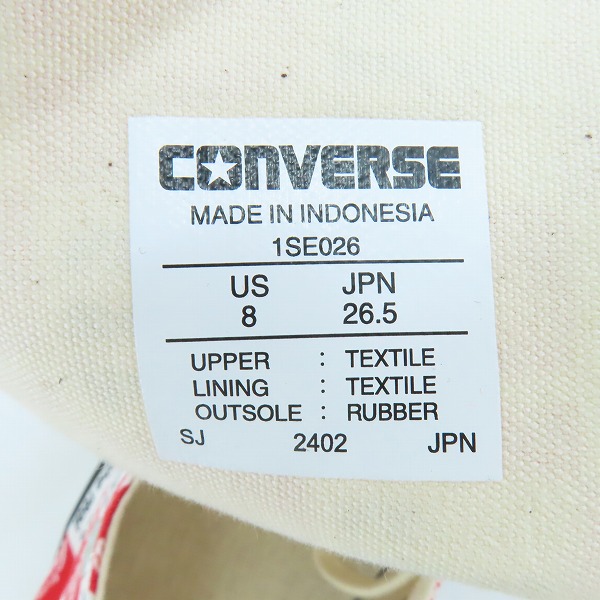 CONVERSE
MADE IN INDONESIA
1SE026
US JPN
8 26.5
UPPER : TEXTILE
LINING : TEXTILE
OUTSOLE : RUBBER
SJ 2402 JPN